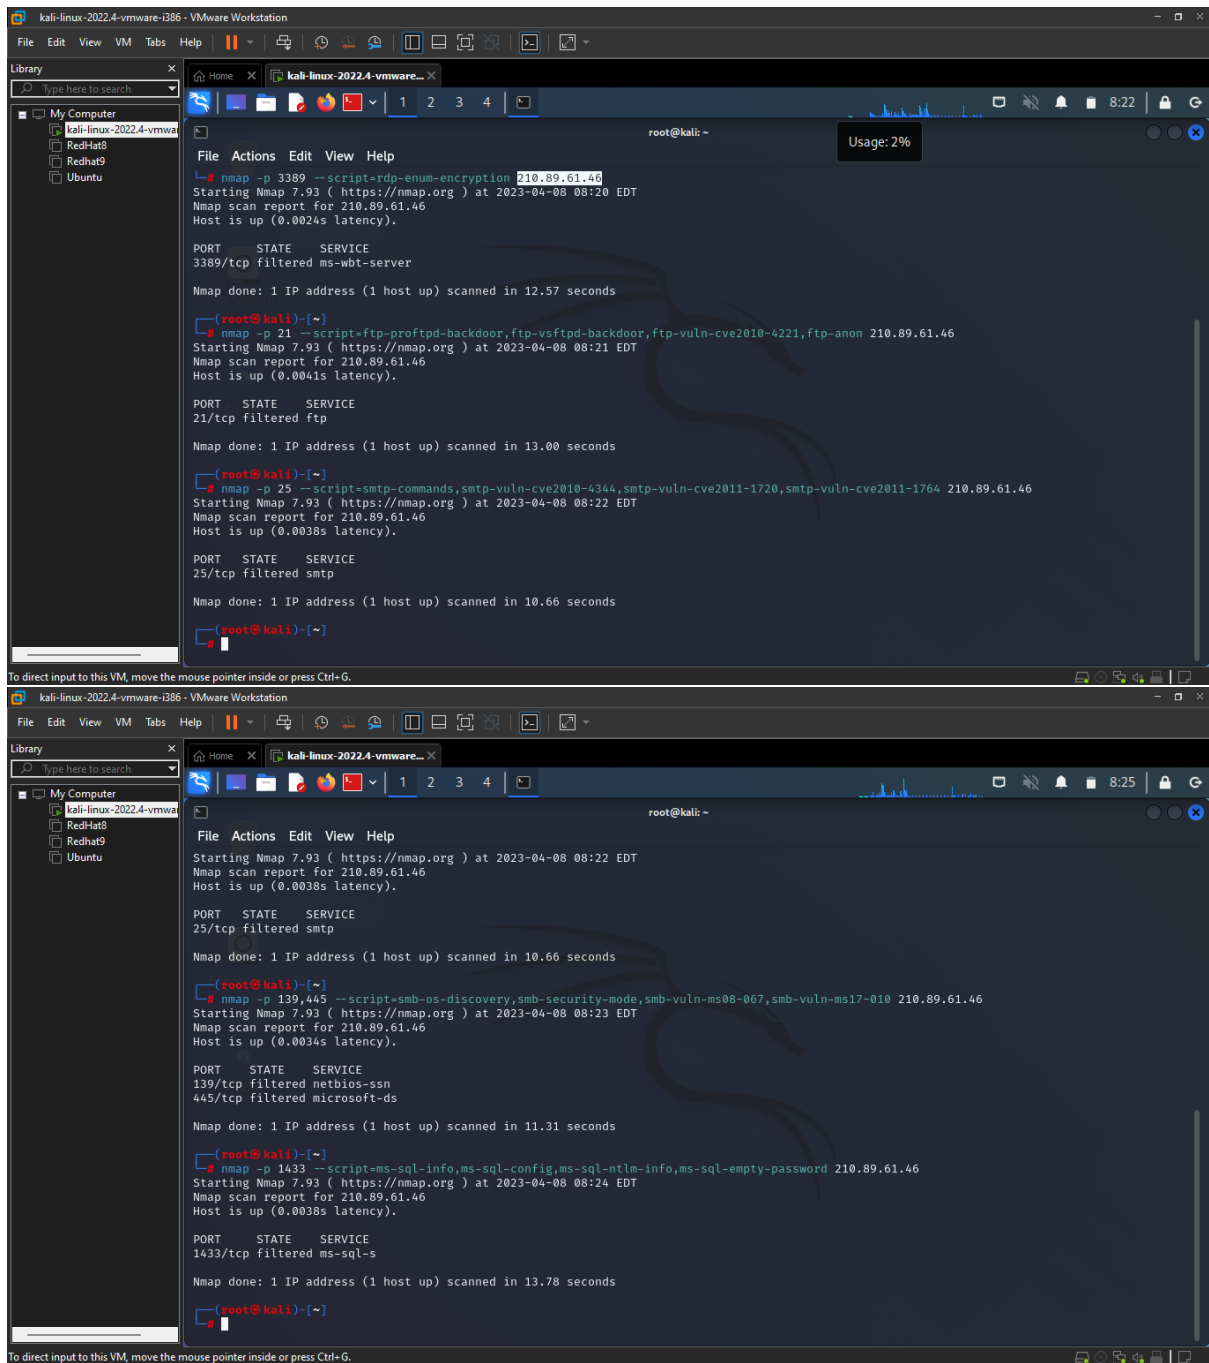 kali-linux-2022.4-vmware-i386 - VMware Workstation
File Edit View VM Tabs Help
Library
Home
kali-linux-2022.4-vmware...
Type here to search
1 2 3 4
8:22
My Computer
kali-linux-2022.4-vmwar
RedHat8
Redhat9
Ubuntu
root@kali: ~
Usage: 2%
File Actions Edit View Help
└─# nmap -p 3389 --script=rdp-enum-encryption 210.89.61.46
Starting Nmap 7.93 ( https://nmap.org ) at 2023-04-08 08:20 EDT
Nmap scan report for 210.89.61.46
Host is up (0.0024s latency).
PORT STATE SERVICE
3389/tcp filtered ms-wbt-server
Nmap done: 1 IP address (1 host up) scanned in 12.57 seconds
┌──(root㉿kali)-[~]
└─# nmap -p 21 --script=ftp-proftpd-backdoor,ftp-vsftpd-backdoor,ftp-vuln-cve2010-4221,ftp-anon 210.89.61.46
Starting Nmap 7.93 ( https://nmap.org ) at 2023-04-08 08:21 EDT
Nmap scan report for 210.89.61.46
Host is up (0.0041s latency).
PORT STATE SERVICE
21/tcp filtered ftp
Nmap done: 1 IP address (1 host up) scanned in 13.00 seconds
┌──(root㉿kali)-[~]
└─# nmap -p 25 --script=smtp-commands,smtp-vuln-cve2010-4344,smtp-vuln-cve2011-1720,smtp-vuln-cve2011-1764 210.89.61.46
Starting Nmap 7.93 ( https://nmap.org ) at 2023-04-08 08:22 EDT
Nmap scan report for 210.89.61.46
Host is up (0.0038s latency).
PORT STATE SERVICE
25/tcp filtered smtp
Nmap done: 1 IP address (1 host up) scanned in 10.66 seconds
┌──(root㉿kali)-[~]
└─#
To direct input to this VM, move the mouse pointer inside or press Ctrl+G.
kali-linux-2022.4-vmware-i386 - VMware Workstation
File Edit View VM Tabs Help
Library
Home
kali-linux-2022.4-vmware...
Type here to search
1 2 3 4
8:25
My Computer
kali-linux-2022.4-vmwar
RedHat8
Redhat9
Ubuntu
root@kali: ~
File Actions Edit View Help
Starting Nmap 7.93 ( https://nmap.org ) at 2023-04-08 08:22 EDT
Nmap scan report for 210.89.61.46
Host is up (0.0038s latency).
PORT STATE SERVICE
25/tcp filtered smtp
Nmap done: 1 IP address (1 host up) scanned in 10.66 seconds
┌──(root㉿kali)-[~]
└─# nmap -p 139,445 --script=smb-os-discovery,smb-security-mode,smb-vuln-ms08-067,smb-vuln-ms17-010 210.89.61.46
Starting Nmap 7.93 ( https://nmap.org ) at 2023-04-08 08:23 EDT
Nmap scan report for 210.89.61.46
Host is up (0.0034s latency).
PORT STATE SERVICE
139/tcp filtered netbios-ssn
445/tcp filtered microsoft-ds
Nmap done: 1 IP address (1 host up) scanned in 11.31 seconds
┌──(root㉿kali)-[~]
└─# nmap -p 1433 --script=ms-sql-info,ms-sql-config,ms-sql-ntlm-info,ms-sql-empty-password 210.89.61.46
Starting Nmap 7.93 ( https://nmap.org ) at 2023-04-08 08:24 EDT
Nmap scan report for 210.89.61.46
Host is up (0.0038s latency).
PORT STATE SERVICE
1433/tcp filtered ms-sql-s
Nmap done: 1 IP address (1 host up) scanned in 13.78 seconds
┌──(root㉿kali)-[~]
└─#
To direct input to this VM, move the mouse pointer inside or press Ctrl+G.